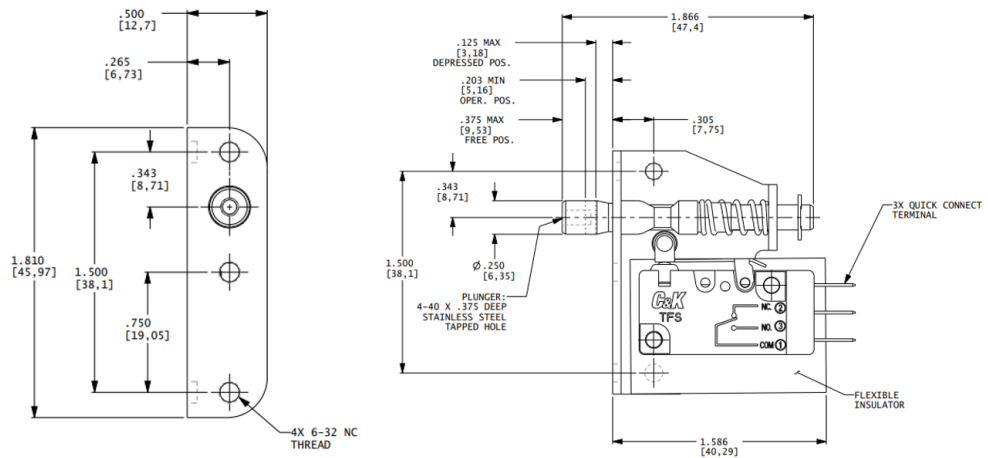 .500
[12,7]
.265
[6,73]
.343
[8,71]
1.810
[45,97]
1.500
[38,1]
.750
[19,05]
4X 6-32 NC
THREAD
1.866
[47,4]
.125 MAX
[3,18]
DEPRESSED POS.
.203 MIN
[5,16]
OPER. POS.
.375 MAX
[9,53]
FREE POS.
.305
[7,75]
.343
[8,71]
1.500
[38,1]
Ø.250
[6,35]
PLUNGER:
4-40 X .375 DEEP
STAINLESS STEEL
TAPPED HOLE
3X QUICK CONNECT
TERMINAL
C&K
TFS
NC. 2
NO. 3
COM 1
FLEXIBLE
INSULATOR
1.586
[40,29]